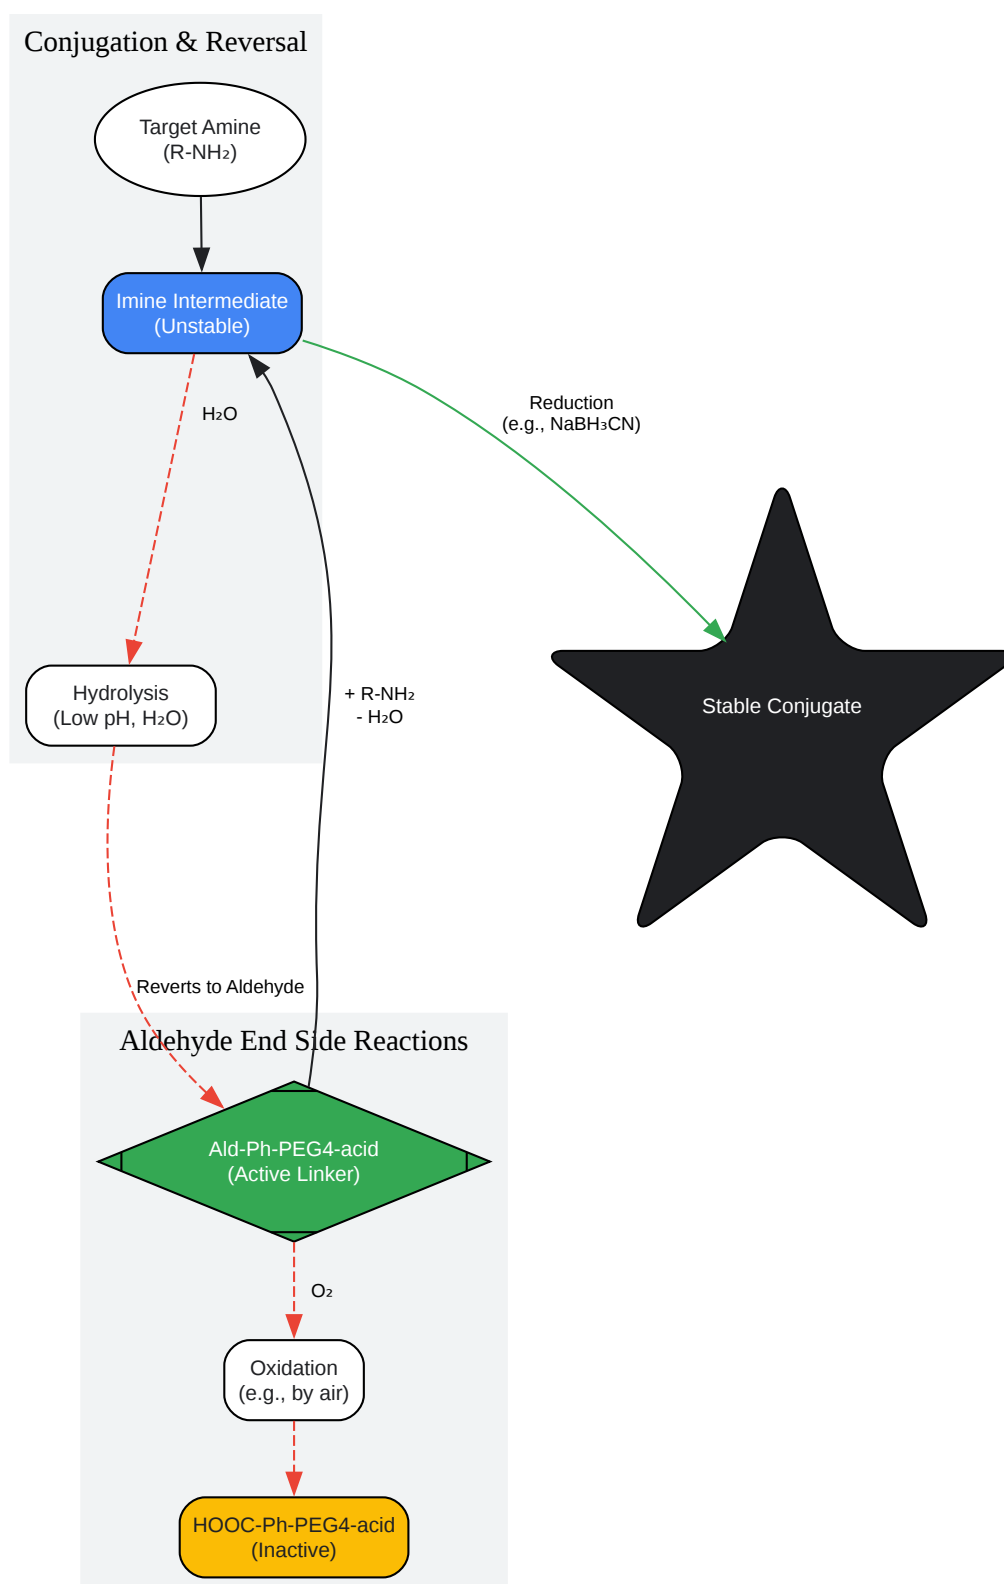 Conjugation & Reversal
Target Amine
(R-NH₂)
Imine Intermediate
(Unstable)
H₂O
Reduction
(e.g., NaBH₃CN)
Hydrolysis
(Low pH, H₂O)
+ R-NH₂
- H₂O
Stable Conjugate
Reverts to Aldehyde
Aldehyde End Side Reactions
Ald-Ph-PEG4-acid
(Active Linker)
O₂
Oxidation
(e.g., by air)
HOOC-Ph-PEG4-acid
(Inactive)